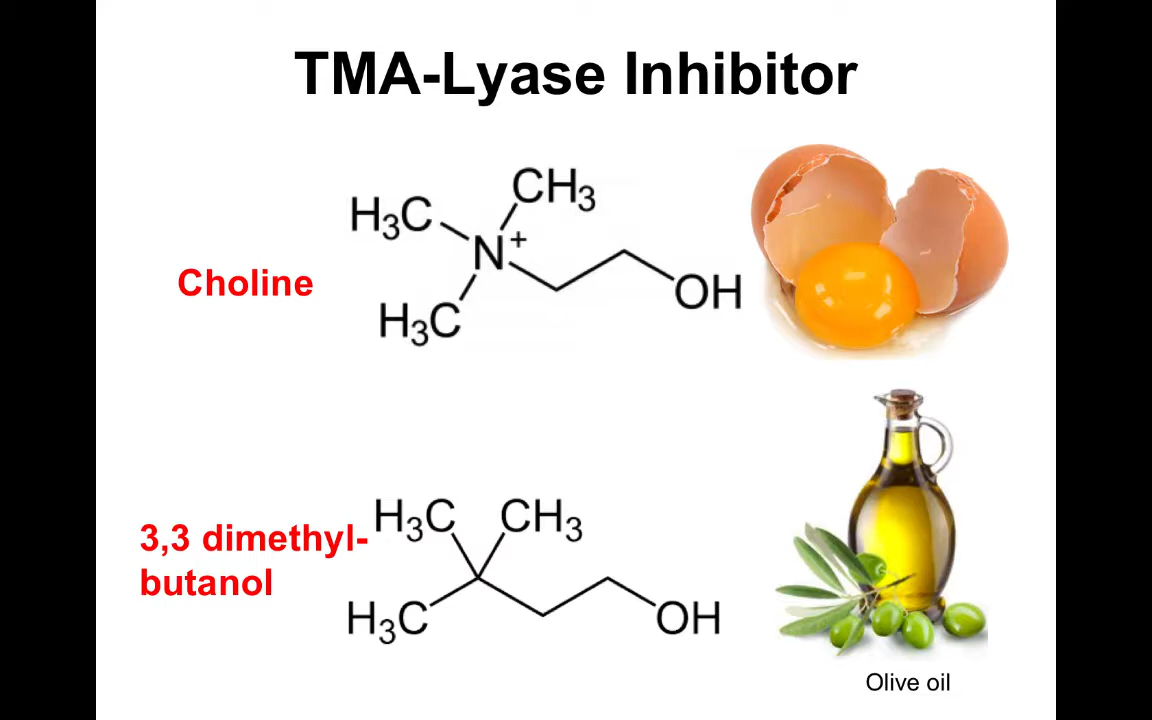 TMA-Lyase Inhibitor
CH3
H3C
N+
Choline
OH
H3C
H3C CH3
3,3 dimethyl-
butanol
H3C
OH
Olive oil